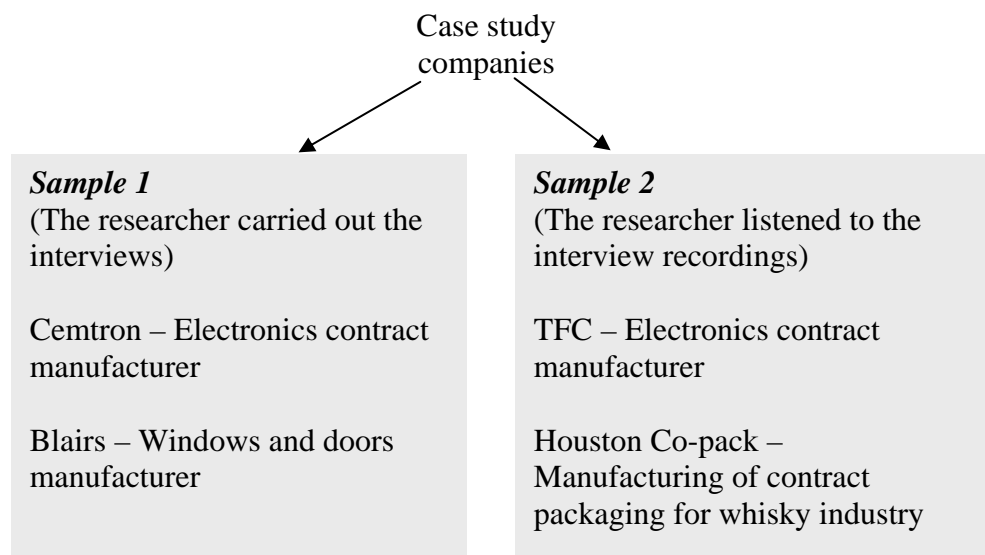 Case study
companies
Sample 1
(The researcher carried out the
interviews)
Cemtron – Electronics contract
manufacturer
Blairs – Windows and doors
manufacturer
Sample 2
(The researcher listened to the
interview recordings)
TFC – Electronics contract
manufacturer
Houston Co-pack –
Manufacturing of contract
packaging for whisky industry